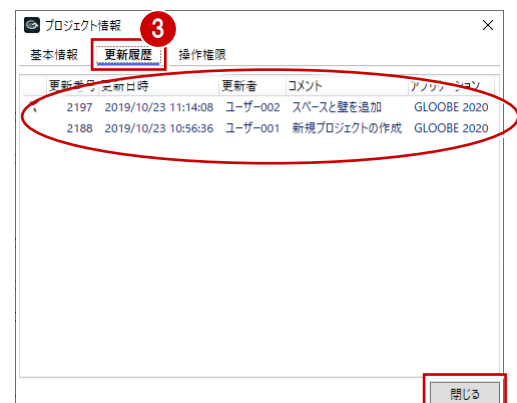 プロジェクト情報
3
基本情報 更新履歴 操作権限
更新番号 更新日時 更新者 コメント アプリケーション
2197 2019/10/23 11:14:08 ユーザー002 スペースと壁を追加 GLOOBE 2020
2188 2019/10/23 10:56:36 ユーザー001 新規プロジェクトの作成 GLOOBE 2020
閉じる